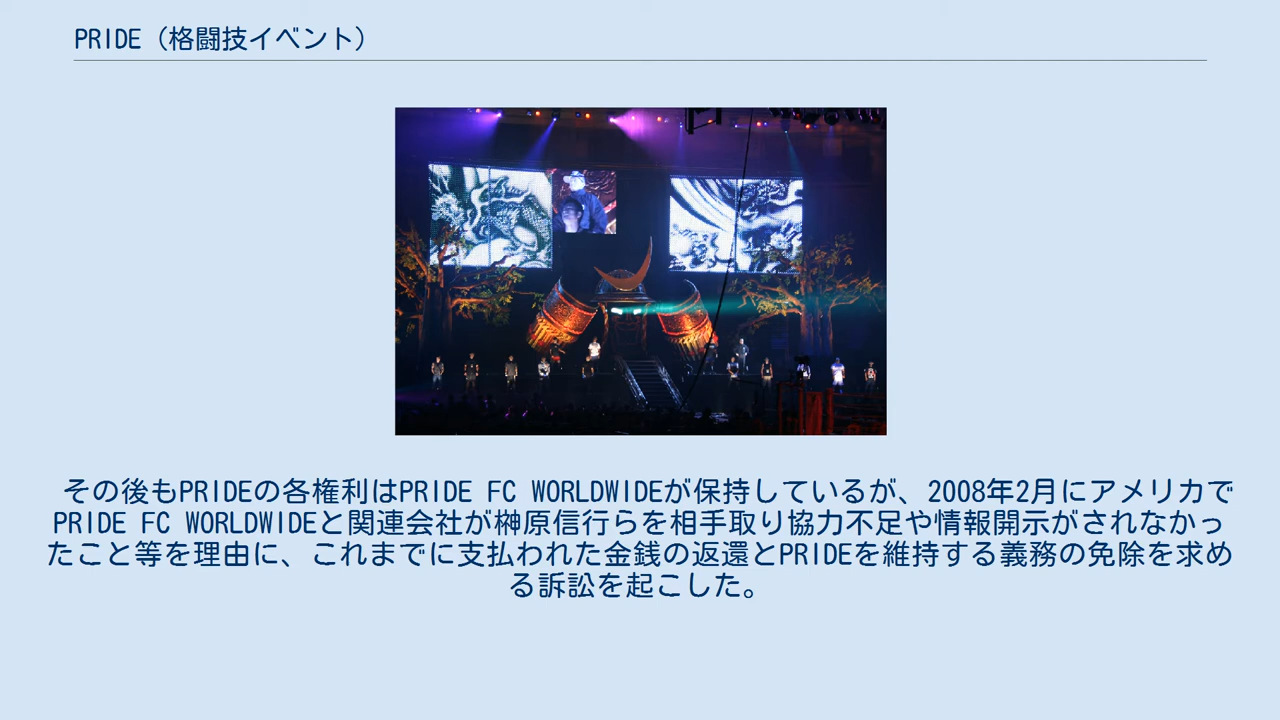 PRIDE（格闘技イベント）
その後もPRIDEの各権利はPRIDE FC WORLDWIDEが保持しているが、2008年2月にアメリカで
PRIDE FC WORLDWIDEと関連会社が榊原信行らを相手取り協力不足や情報開示がされなかっ
たこと等を理由に、これまでに支払われた金銭の返還とPRIDEを維持する義務の免除を求め
る訴訟を起こした。